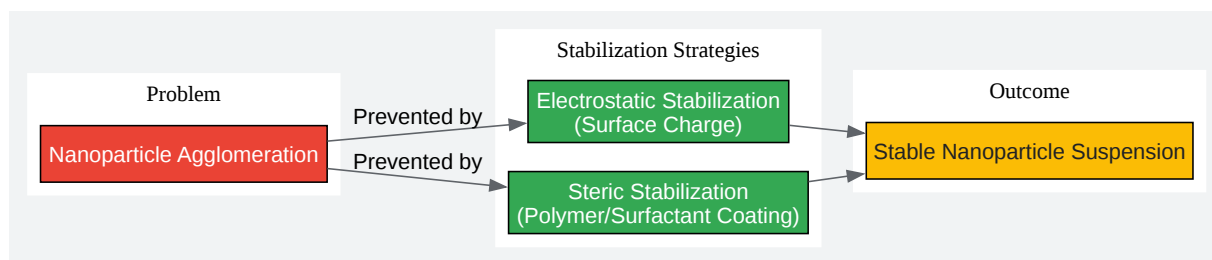 Problem
Nanoparticle Agglomeration
Prevented by
Prevented by
Stabilization Strategies
Electrostatic Stabilization
(Surface Charge)
Steric Stabilization
(Polymer/Surfactant Coating)
Outcome
Stable Nanoparticle Suspension